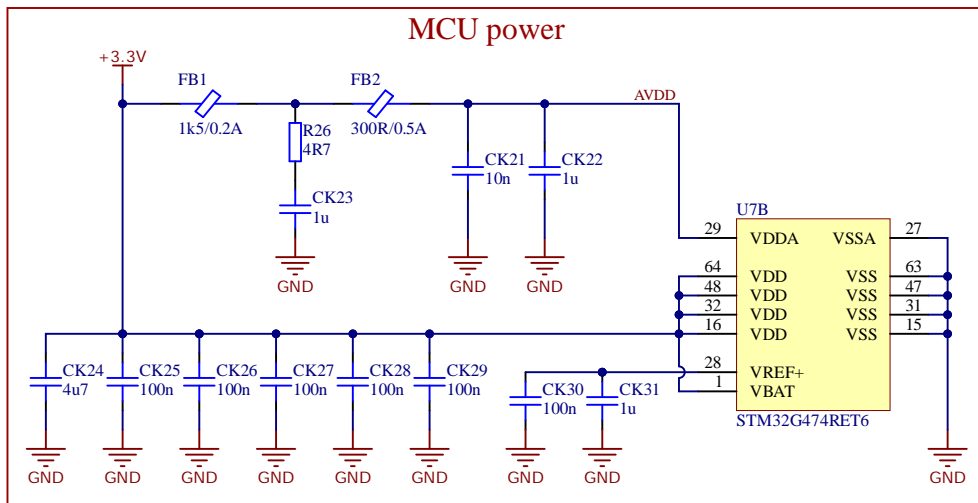 MCU power
+3.3V
FB1
1k5/0.2A
FB2
300R/0.5A
AVDD
R26
4R7
CK23
1u
GND
CK21
10n
GND
CK22
1u
GND
U7B
29 VDDA VSSA 27
64 VDD VSS 63
48 VDD VSS 47
32 VDD VSS 31
16 VDD VSS 15
28 VREF+
1 VBAT
STM32G474RET6
CK24
4u7
CK25
100n
CK26
100n
CK27
100n
CK28
100n
CK29
100n
CK30
100n
CK31
1u
GND GND GND GND GND GND GND GND GND